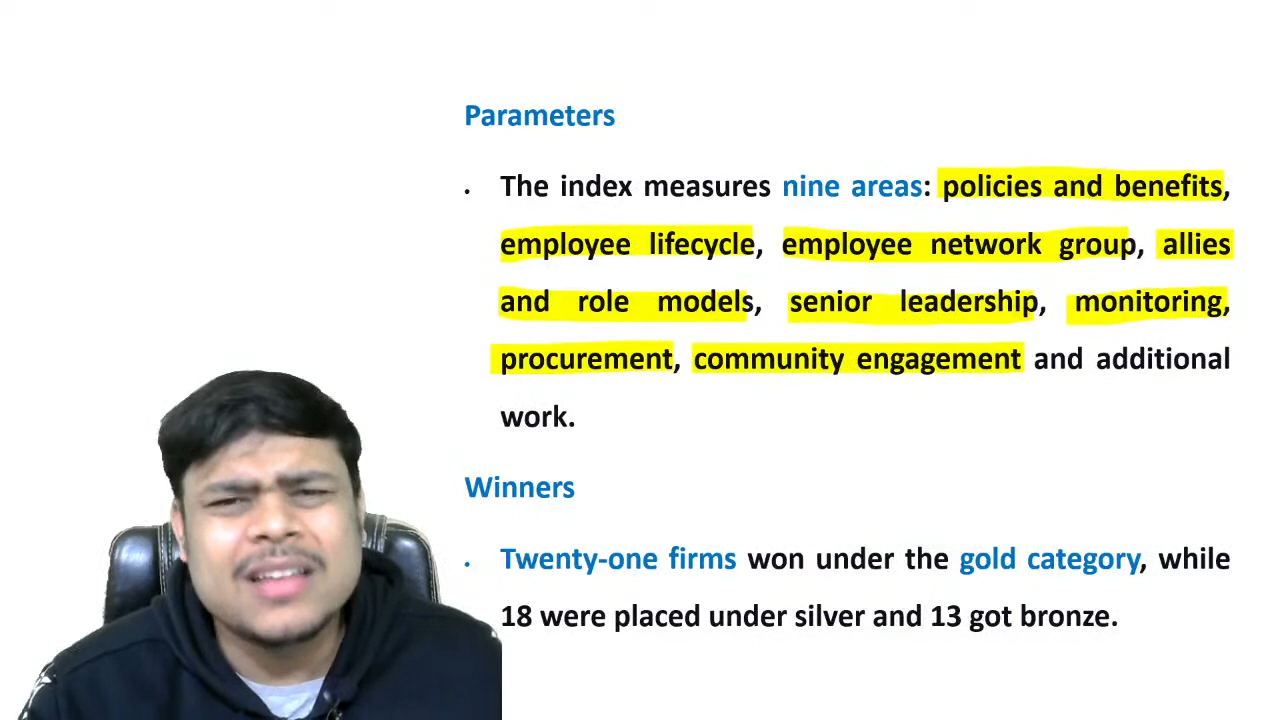 Parameters
• The index measures nine areas: policies and benefits,
employee lifecycle, employee network group, allies
and role models, senior leadership, monitoring,
procurement, community engagement and additional
work.
Winners
• Twenty-one firms won under the gold category, while
18 were placed under silver and 13 got bronze.